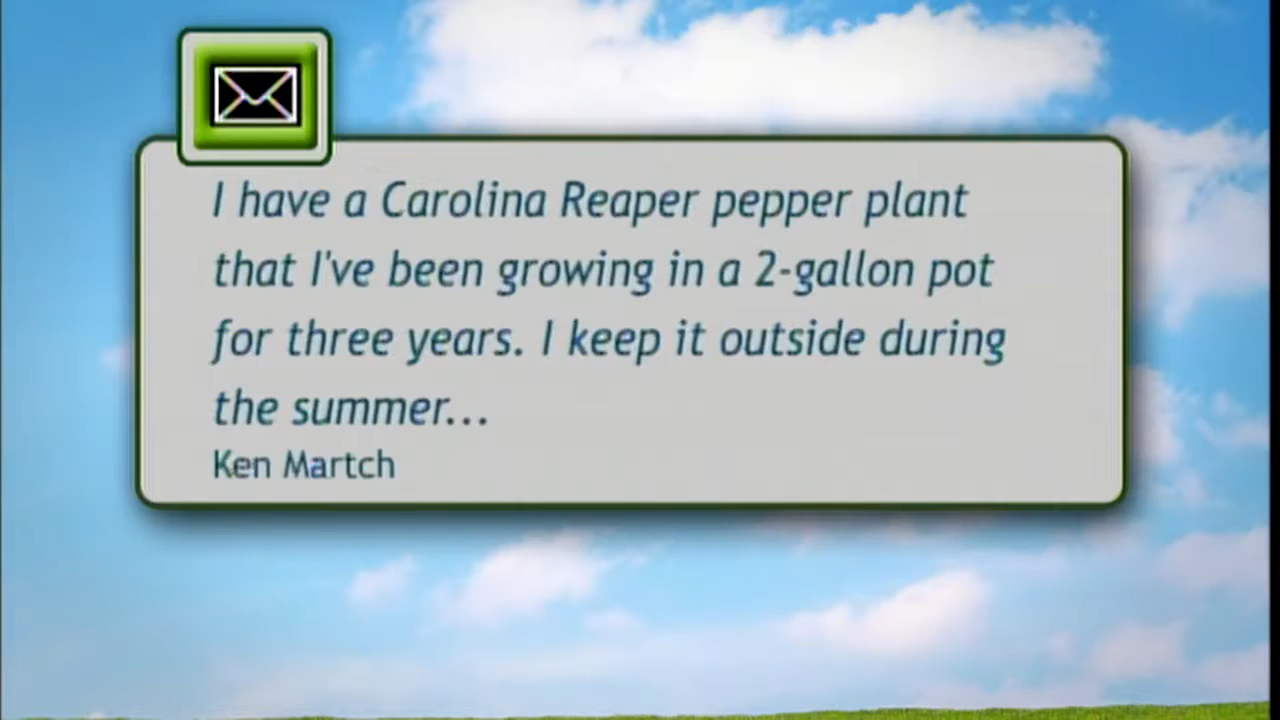 I have a Carolina Reaper pepper plant
that I've been growing in a 2-gallon pot
for three years. I keep it outside during
the summer...
Ken Martch